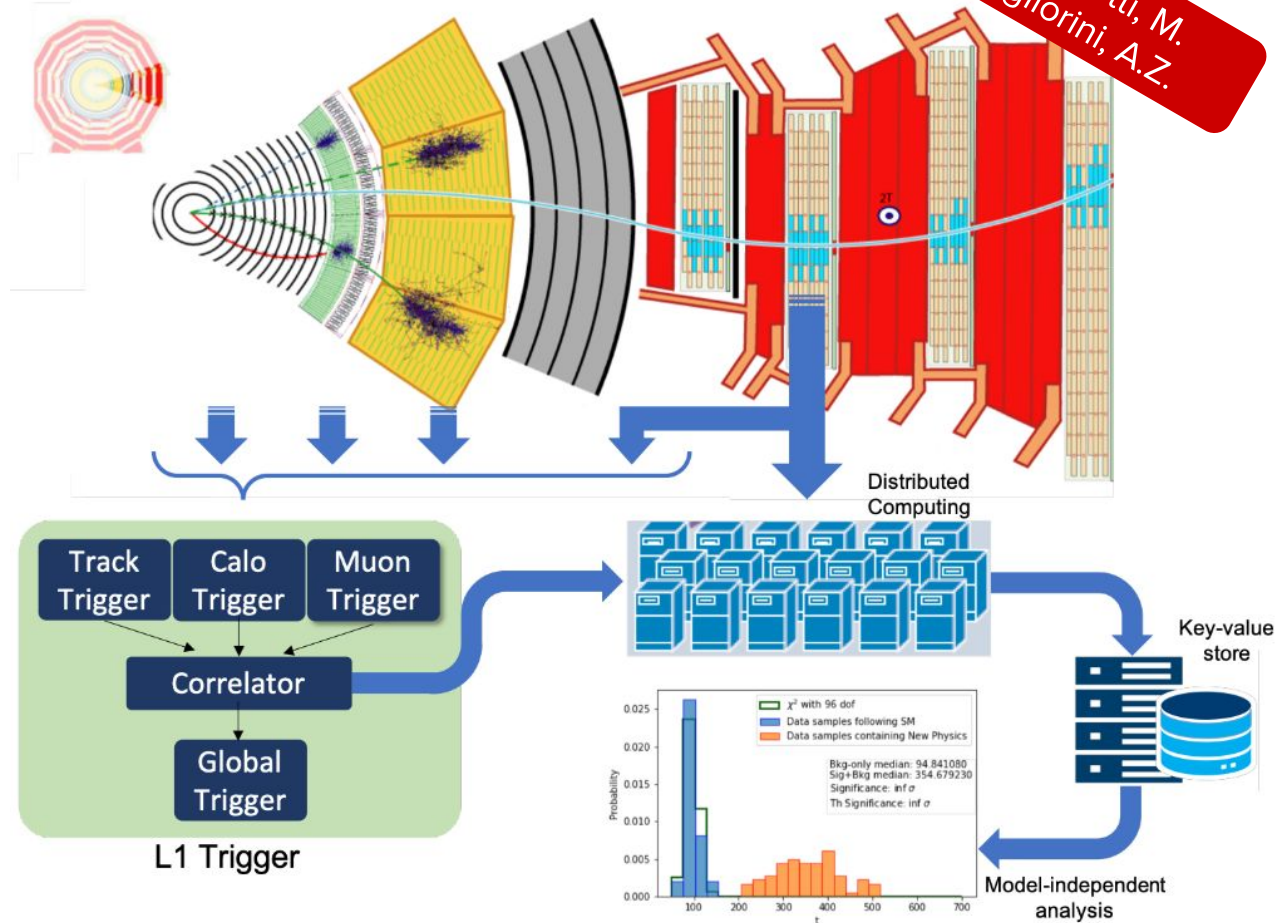 M.
gliorini, A.Z.
2T
Distributed
Computing
Track
Trigger
Calo
Trigger
Muon
Trigger
Correlator
Global
Trigger
L1 Trigger
Key-value
store
χ² with 96 dof
Data samples following SM
Data samples containing New Physics
Bkg-only median: 94.841080
Sig+Bkg median: 354.679230
Significance: inf σ
Th Significance: inf σ
Probability
0.025
0.020
0.015
0.010
0.005
0.000
100
200
300
400
500
600
700
t
Model-independent
analysis